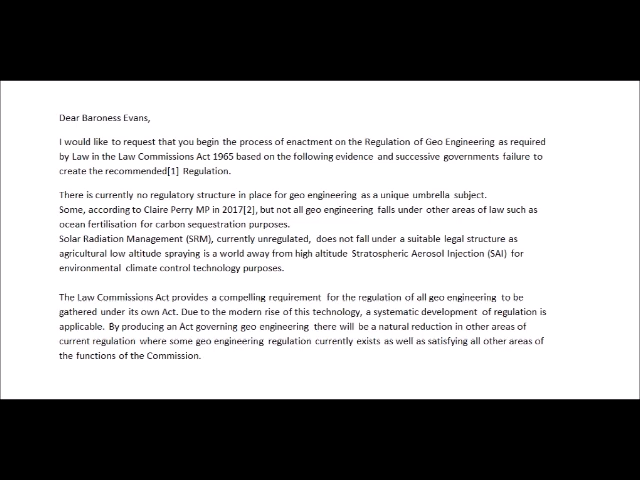 Dear Baroness Evans,
I would like to request that you begin the process of enactment on the Regulation of Geo Engineering as required
by Law in the Law Commissions Act 1965 based on the following evidence and successive governments failure to
create the recommended[1] Regulation.
There is currently no regulatory structure in place for geo engineering as a unique umbrella subject.
Some, according to Claire Perry MP in 2017[2], but not all geo engineering falls under other areas of law such as
ocean fertilisation for carbon sequestration purposes.
Solar Radiation Management (SRM), currently unregulated, does not fall under a suitable legal structure as
agricultural low altitude spraying is a world away from high altitude Stratospheric Aerosol Injection (SAI) for
environmental climate control technology purposes.
The Law Commissions Act provides a compelling requirement for the regulation of all geo engineering to be
gathered under its own Act. Due to the modern rise of this technology, a systematic development of regulation is
applicable. By producing an Act governing geo engineering there will be a natural reduction in other areas of
current regulation where some geo engineering regulation currently exists as well as satisfying all other areas of
the functions of the Commission.